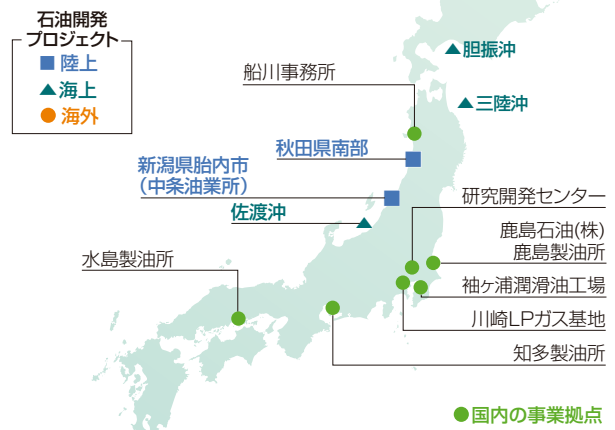 石油開発
プロジェクト
陸上
海上
海外
胆振沖
船川事務所
三陸沖
秋田県南部
新潟県胎内市
(中条油業所)
佐渡沖
研究開発センター
鹿島石油(株)
鹿島製油所
水島製油所
袖ヶ浦潤滑油工場
川崎LPガス基地
知多製油所
国内の事業拠点